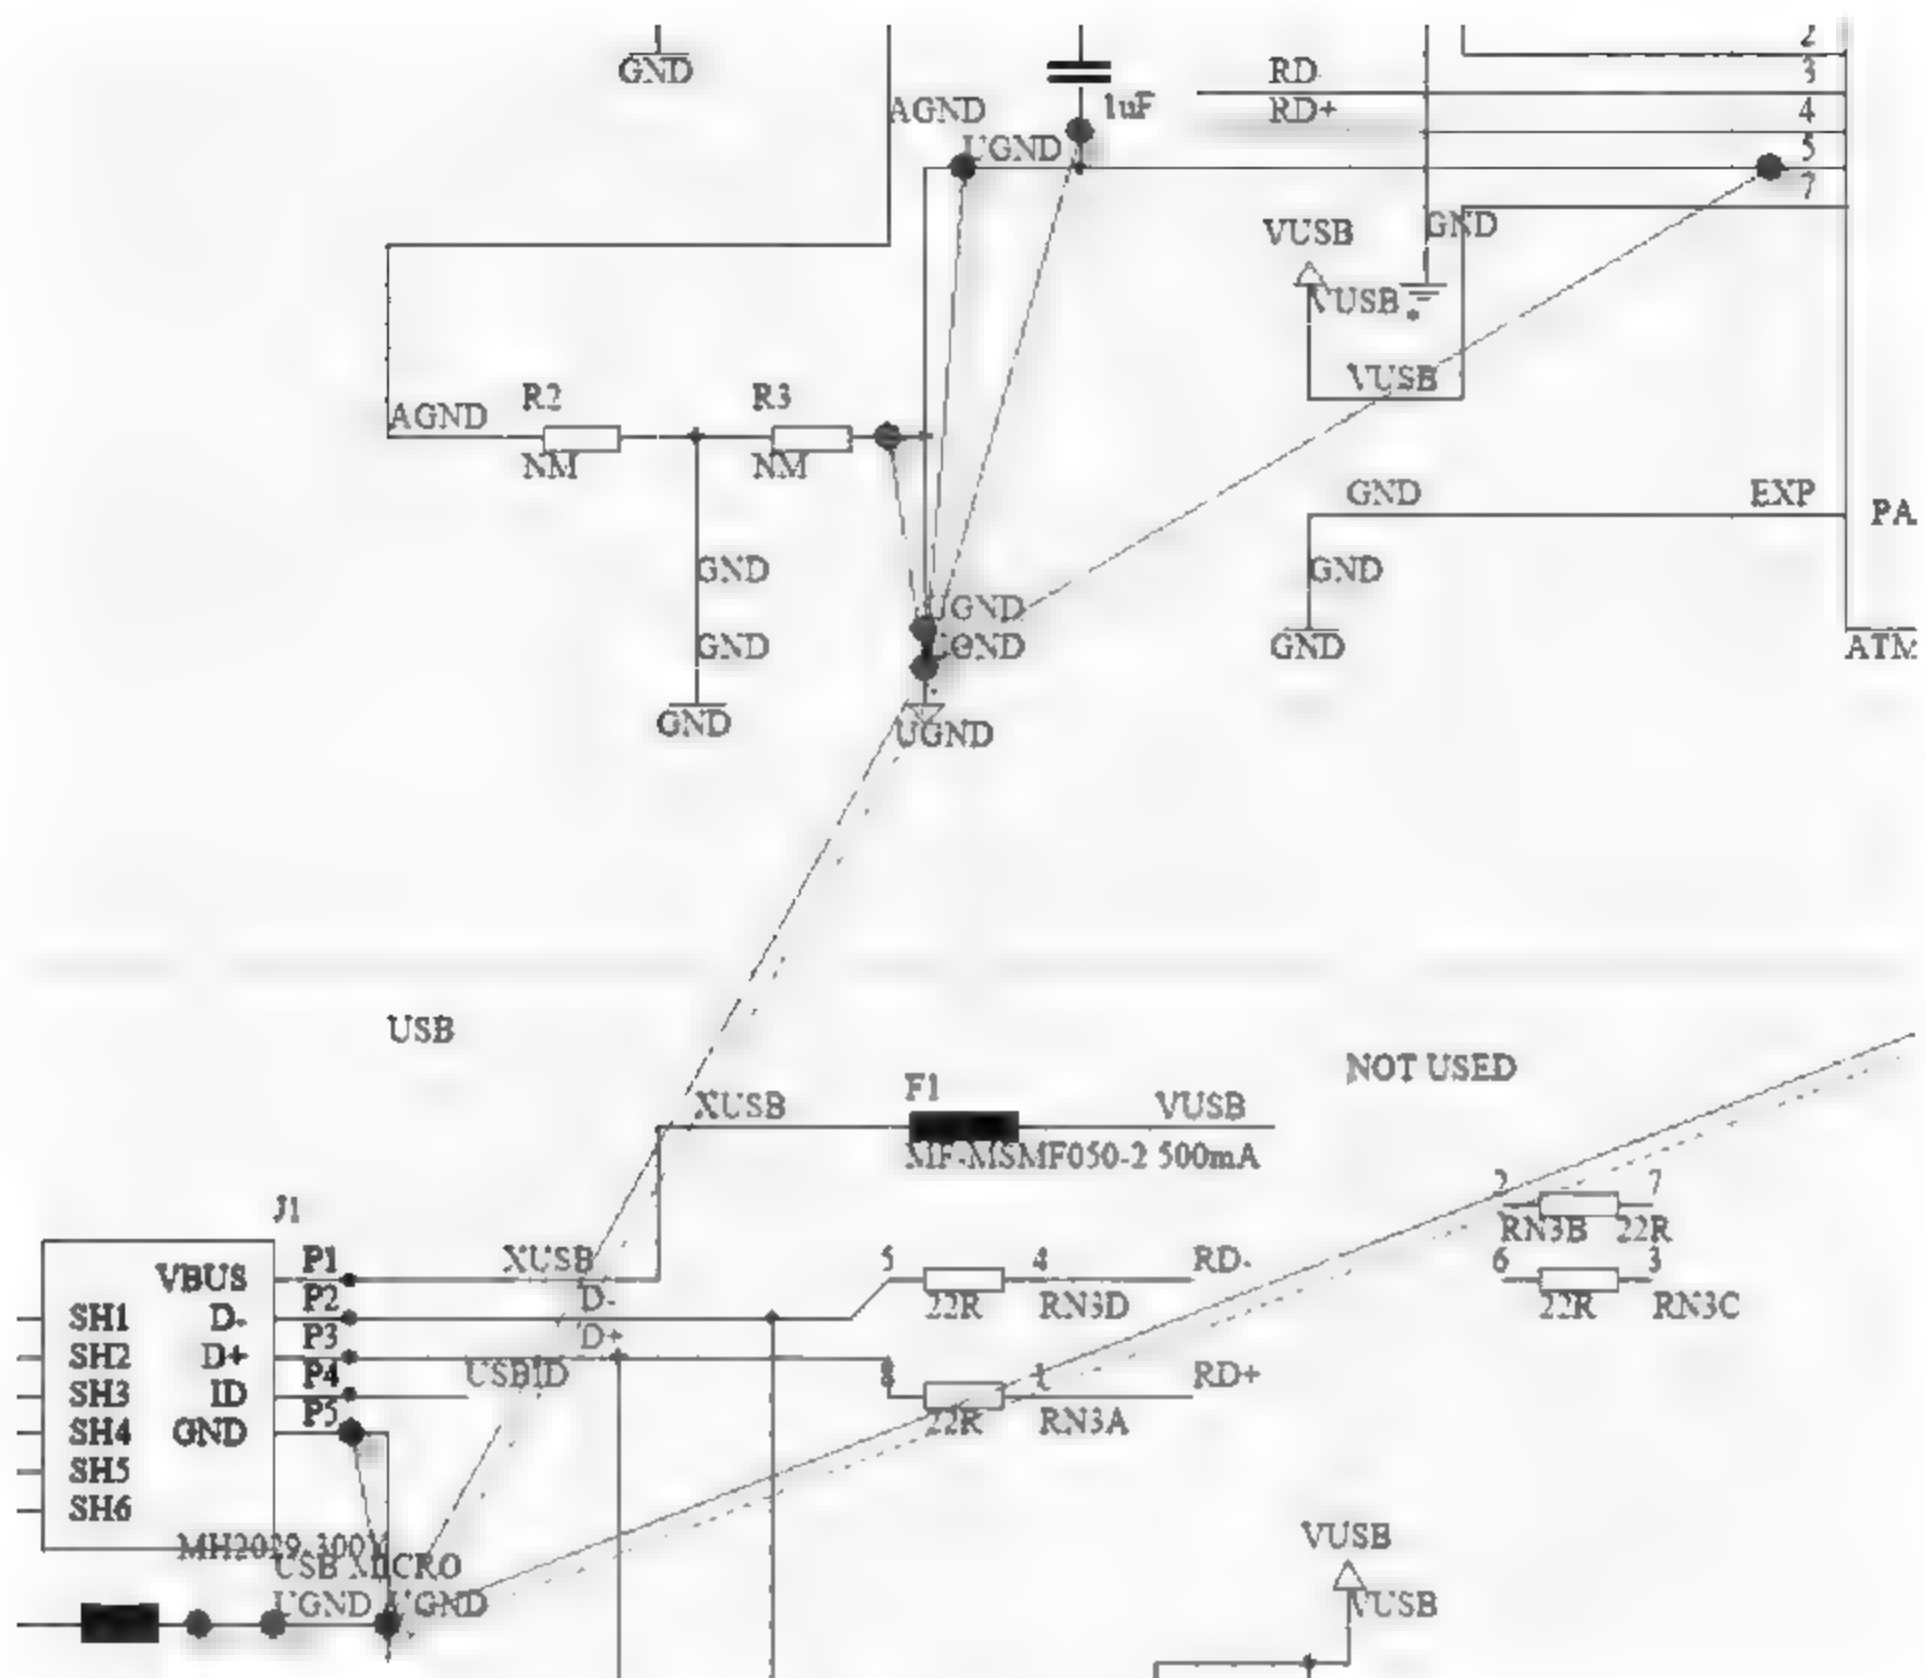 2
GND
RD-
3
AGND
1uF
RD+
4
UGND
5
7
VUSB
GND
VUSB
R2
R3
VUSB
AGND
NM
NM
GND
EXP
PA
GND
GND
UGND
GND
UGND
GND
ATM
GND
UGND
USB
NOT USED
F1
XUSB
VUSB
MF-MSMF050-2 500mA
2
7
J1
RN3B
22R
P1
XUSB
5
4
RD-
6
3
VBUS
P2
D-
22R
RN3D
22R
RN3C
SH1
D-
P3
D+
SH2
D+
P4
USBID
8
1
RD+
SH3
ID
P5
22R
RN3A
SH4
GND
SH5
SH6
VUSB
USB MICRO
UGND
UGND
VUSB